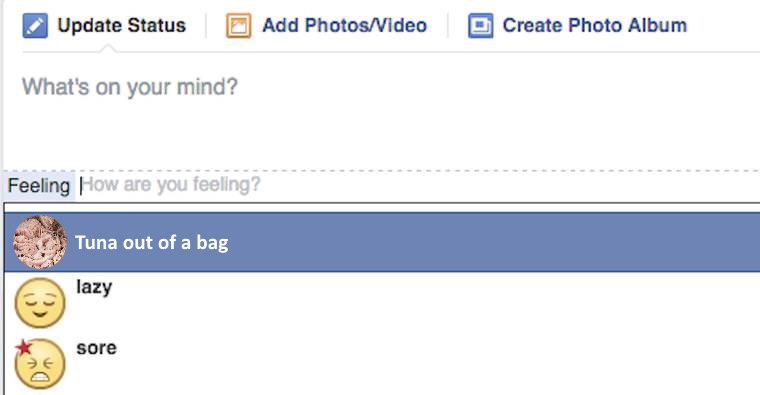 Update Status Add Photos/Video Create Photo Album
What's on your mind?
Feeling How are you feeling?
Tuna out of a bag
lazy
sore